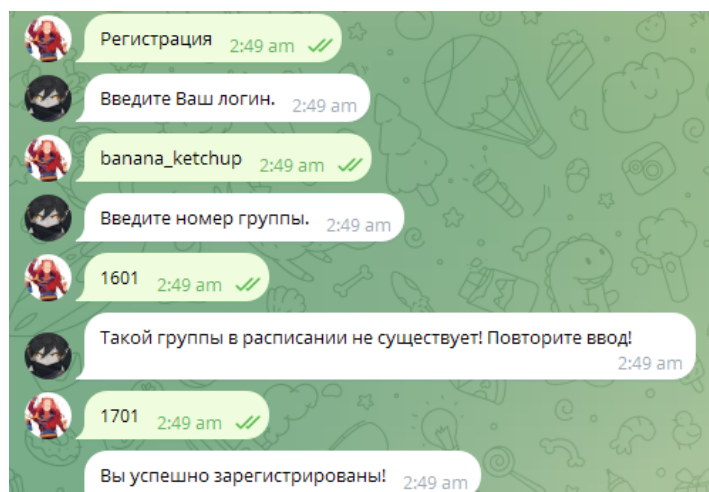 Регистрация 2:49 am
Введите Ваш логин. 2:49 am
banana_ketchup 2:49 am
Введите номер группы. 2:49 am
1601 2:49 am
Такой группы в расписании не существует! Повторите ввод!
2:49 am
1701 2:49 am
Вы успешно зарегистрированы! 2:49 am